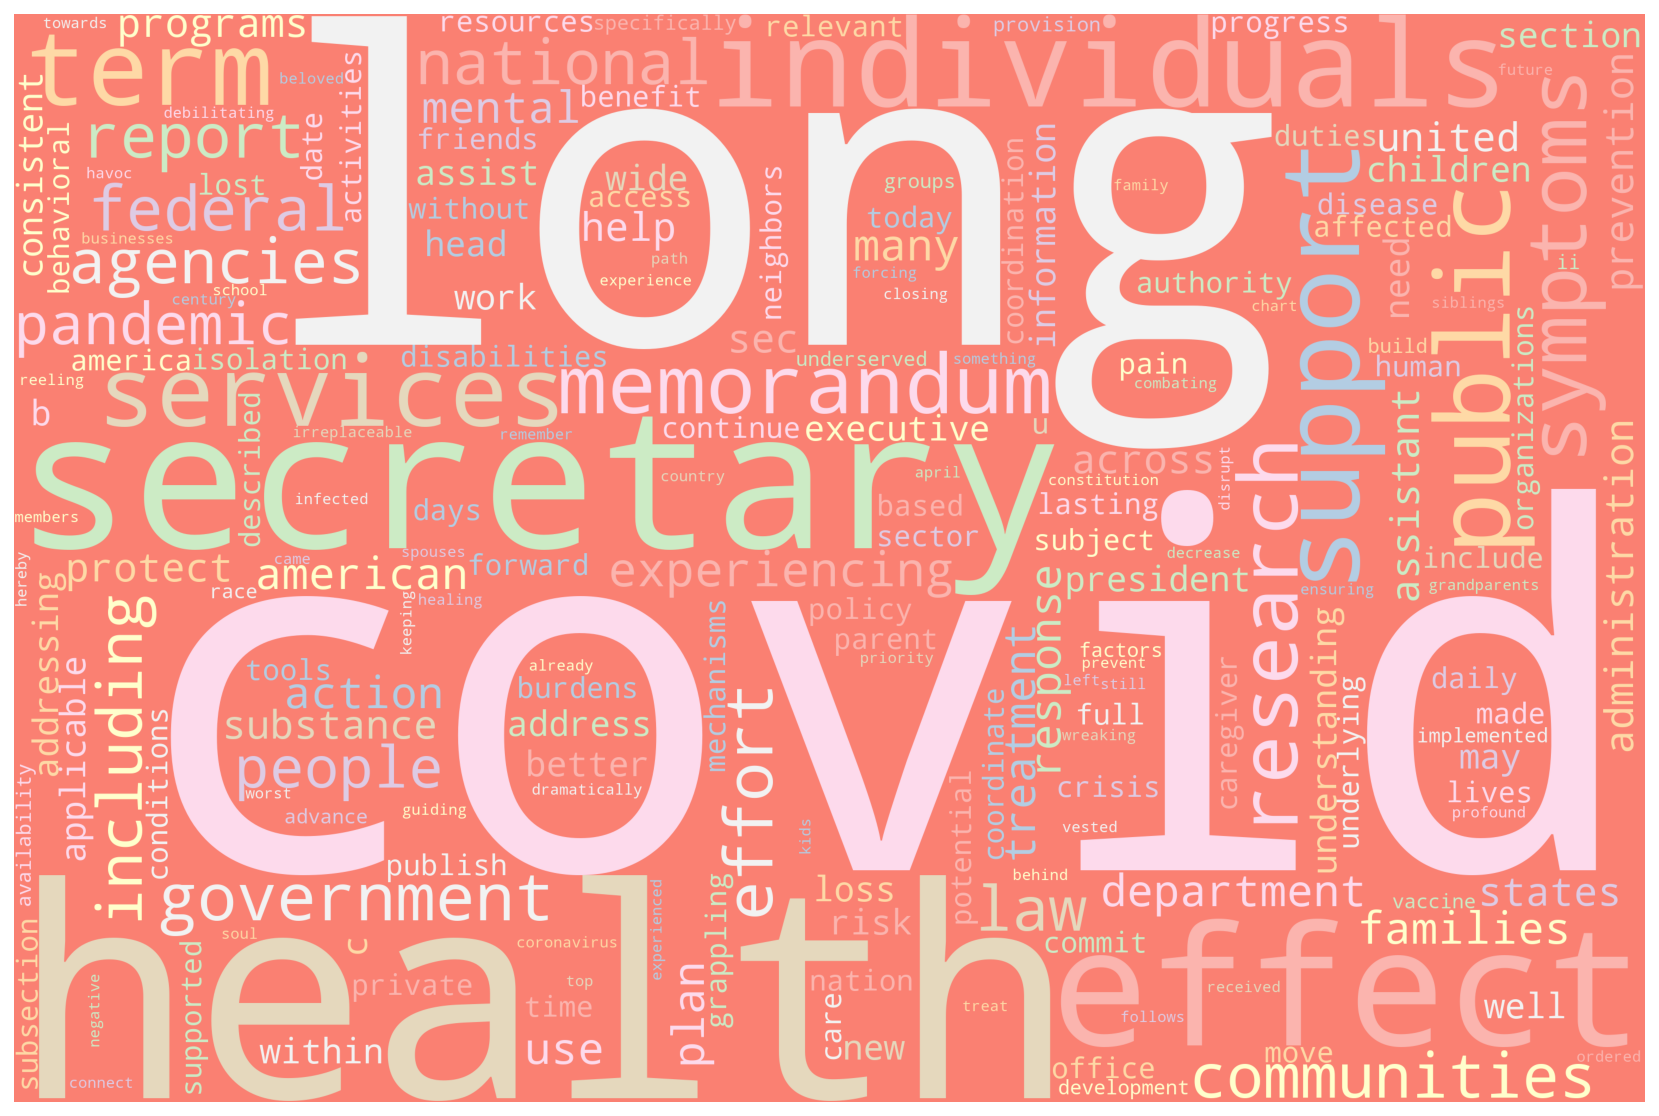 towards
programs
resources
specifically
relevant
provision
progress
section
term
long
national
individuals
future
beloved
mental
benefit
debilitating
report
date
activities
friends
consistent
behavioral
duties
united
symptoms
prevention
havoc
lost
assist
wide
access
groups
family
children
federal
without
help
neighbors
today
coordination
information
support
disease
affected
public
businesses
agencies
head
many
path
experience
forcing
closing
authority
need
ii
century
school
work
chart
siblings
pandemic
sec
america
isolation
disabilities
underserved
something
pain
combating
build
human
organizations
reeling
services
memorandum
b
described
irreplaceable
remember
continue
executive
u
assistant
secretary
country
april
across
constitution
research
disrupt
administration
members
infected
days
based
sector
lasting
subject
decrease
include
hereby
protect
came
spouses
american
forward
experiencing
president
response
grandparents
ensuring
addressing
including
race
keeping
healing
covid
mechanisms
policy
parent
priority
treatment
factors
prevent
left
still
understanding
underlying
applicable
conditions
tools
action
already
burdens
substance
address
effort
coordinate
full
caregiver
daily
made
implemented
wreaking
may
people
better
worst
dramatically
crisis
lives
profound
availability
advance
guiding
kids
potential
vested
publish
behind
government
health
experienced
grappling
loss
law
department
vaccine
states
subsection
supported
soul
c
coronavirus
risk
commit
effect
families
negative
private
top
plan
nation
time
care
treat
received
well
follows
within
use
new
office
move
ordered
connect
development
communities